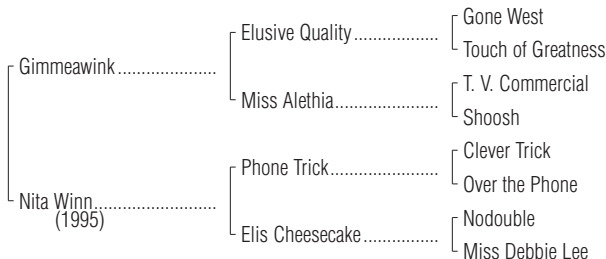 Gone West
Elusive Quality..................
Touch of Greatness
Gimmeawink.....................
T. V. Commercial
Miss Alethia......................
Shoosh
Clever Trick
Phone Trick.......................
Over the Phone
Nita Winn..........................
(1995)
Nodouble
Elis Cheesecake................
Miss Debbie Lee